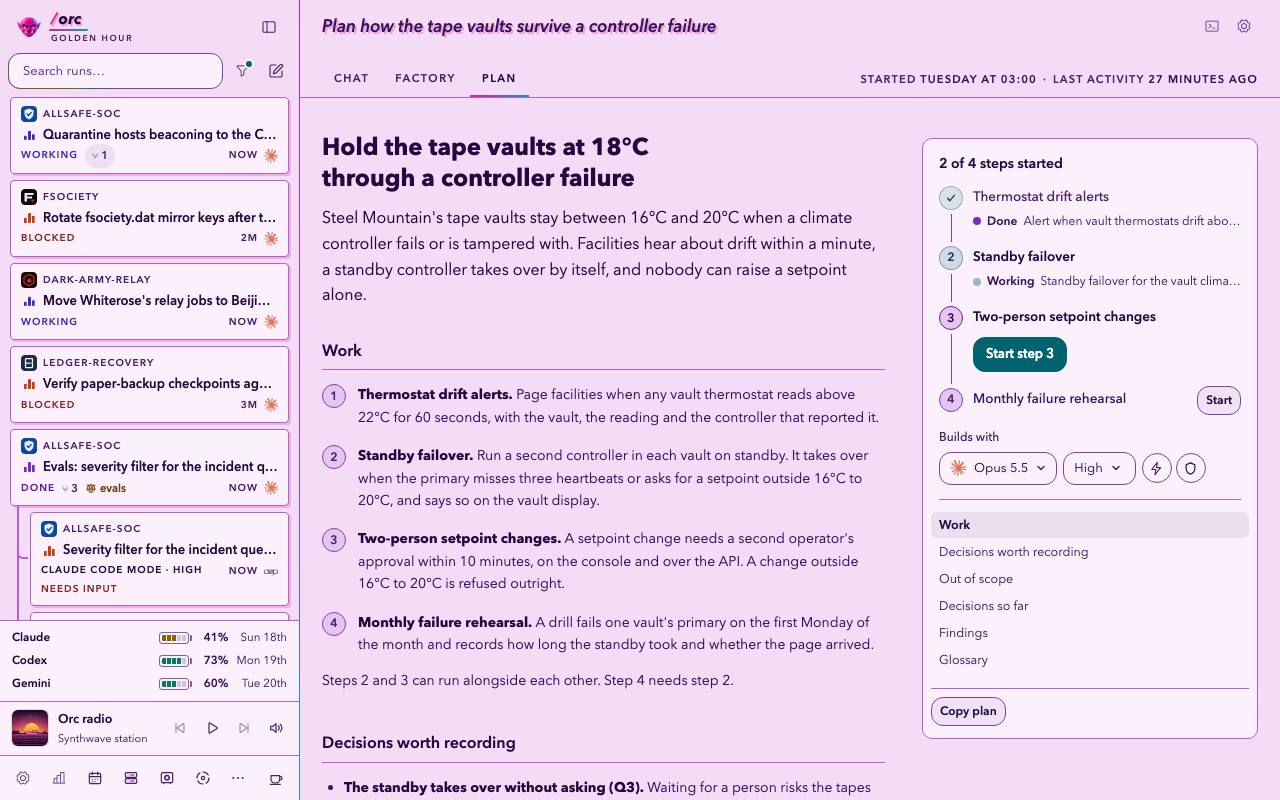 /orc
GOLDEN HOUR
Search runs…
ALLSAFE-SOC
Quarantine hosts beaconing to the C…
WORKING 1 NOW
FSOCIETY
Rotate fsociety.dat mirror keys after t…
BLOCKED 2M
DARK-ARMY-RELAY
Move Whiterose's relay jobs to Beiji…
WORKING NOW
LEDGER-RECOVERY
Verify paper-backup checkpoints ag…
BLOCKED 3M
ALLSAFE-SOC
Evals: severity filter for the incident q…
DONE 3 evals NOW
ALLSAFE-SOC
Severity filter for the incident que…
CLAUDE CODE MODE · HIGH NOW
NEEDS INPUT
Claude 41% Sun 18th
Codex 73% Mon 19th
Gemini 60% Tue 20th
Orc radio
Synthwave station
Plan how the tape vaults survive a controller failure
CHAT FACTORY PLAN
STARTED TUESDAY AT 03:00 · LAST ACTIVITY 27 MINUTES AGO
Hold the tape vaults at 18°C
through a controller failure
Steel Mountain's tape vaults stay between 16°C and 20°C when a climate
controller fails or is tampered with. Facilities hear about drift within a minute,
a standby controller takes over by itself, and nobody can raise a setpoint
alone.
Work
1 Thermostat drift alerts. Page facilities when any vault thermostat reads above
22°C for 60 seconds, with the vault, the reading and the controller that reported it.
2 Standby failover. Run a second controller in each vault on standby. It takes over
when the primary misses three heartbeats or asks for a setpoint outside 16°C to
20°C, and says so on the vault display.
3 Two-person setpoint changes. A setpoint change needs a second operator's
approval within 10 minutes, on the console and over the API. A change outside
16°C to 20°C is refused outright.
4 Monthly failure rehearsal. A drill fails one vault's primary on the first Monday of
the month and records how long the standby took and whether the page arrived.
Steps 2 and 3 can run alongside each other. Step 4 needs step 2.
Decisions worth recording
• The standby takes over without asking (Q3). Waiting for a person risks the tapes
2 of 4 steps started
Thermostat drift alerts
Done Alert when vault thermostats drift abo…
2 Standby failover
Working Standby failover for the vault clima…
3 Two-person setpoint changes
Start step 3
4 Monthly failure rehearsal Start
Builds with
Opus 5.5 High
Work
Decisions worth recording
Out of scope
Decisions so far
Findings
Glossary
Copy plan